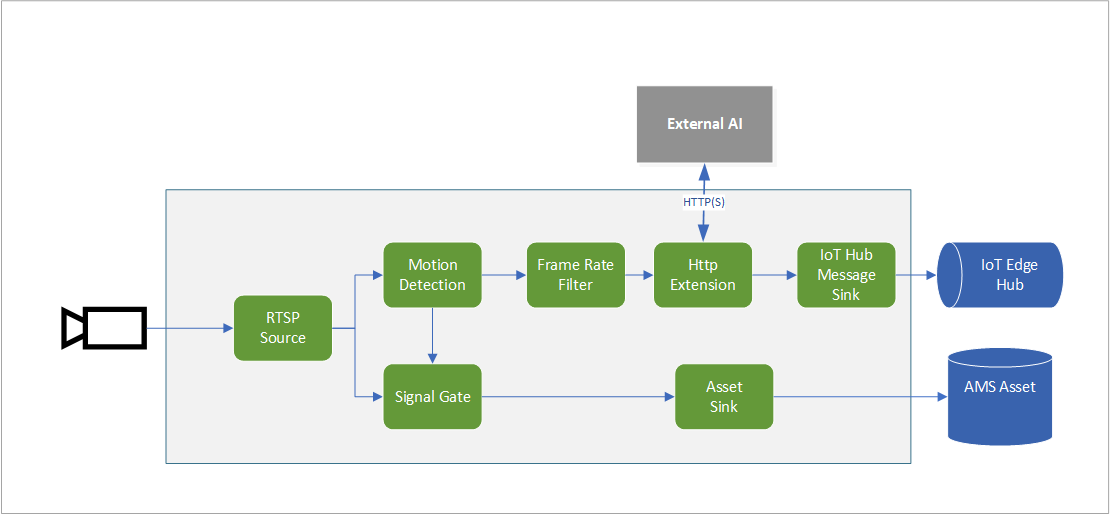 External AI
HTTP(S)
Motion
Detection
Frame Rate
Filter
Http
Extension
IoT Hub
Message
Sink
IoT Edge
Hub
RTSP
Source
Signal Gate
Asset
Sink
AMS Asset